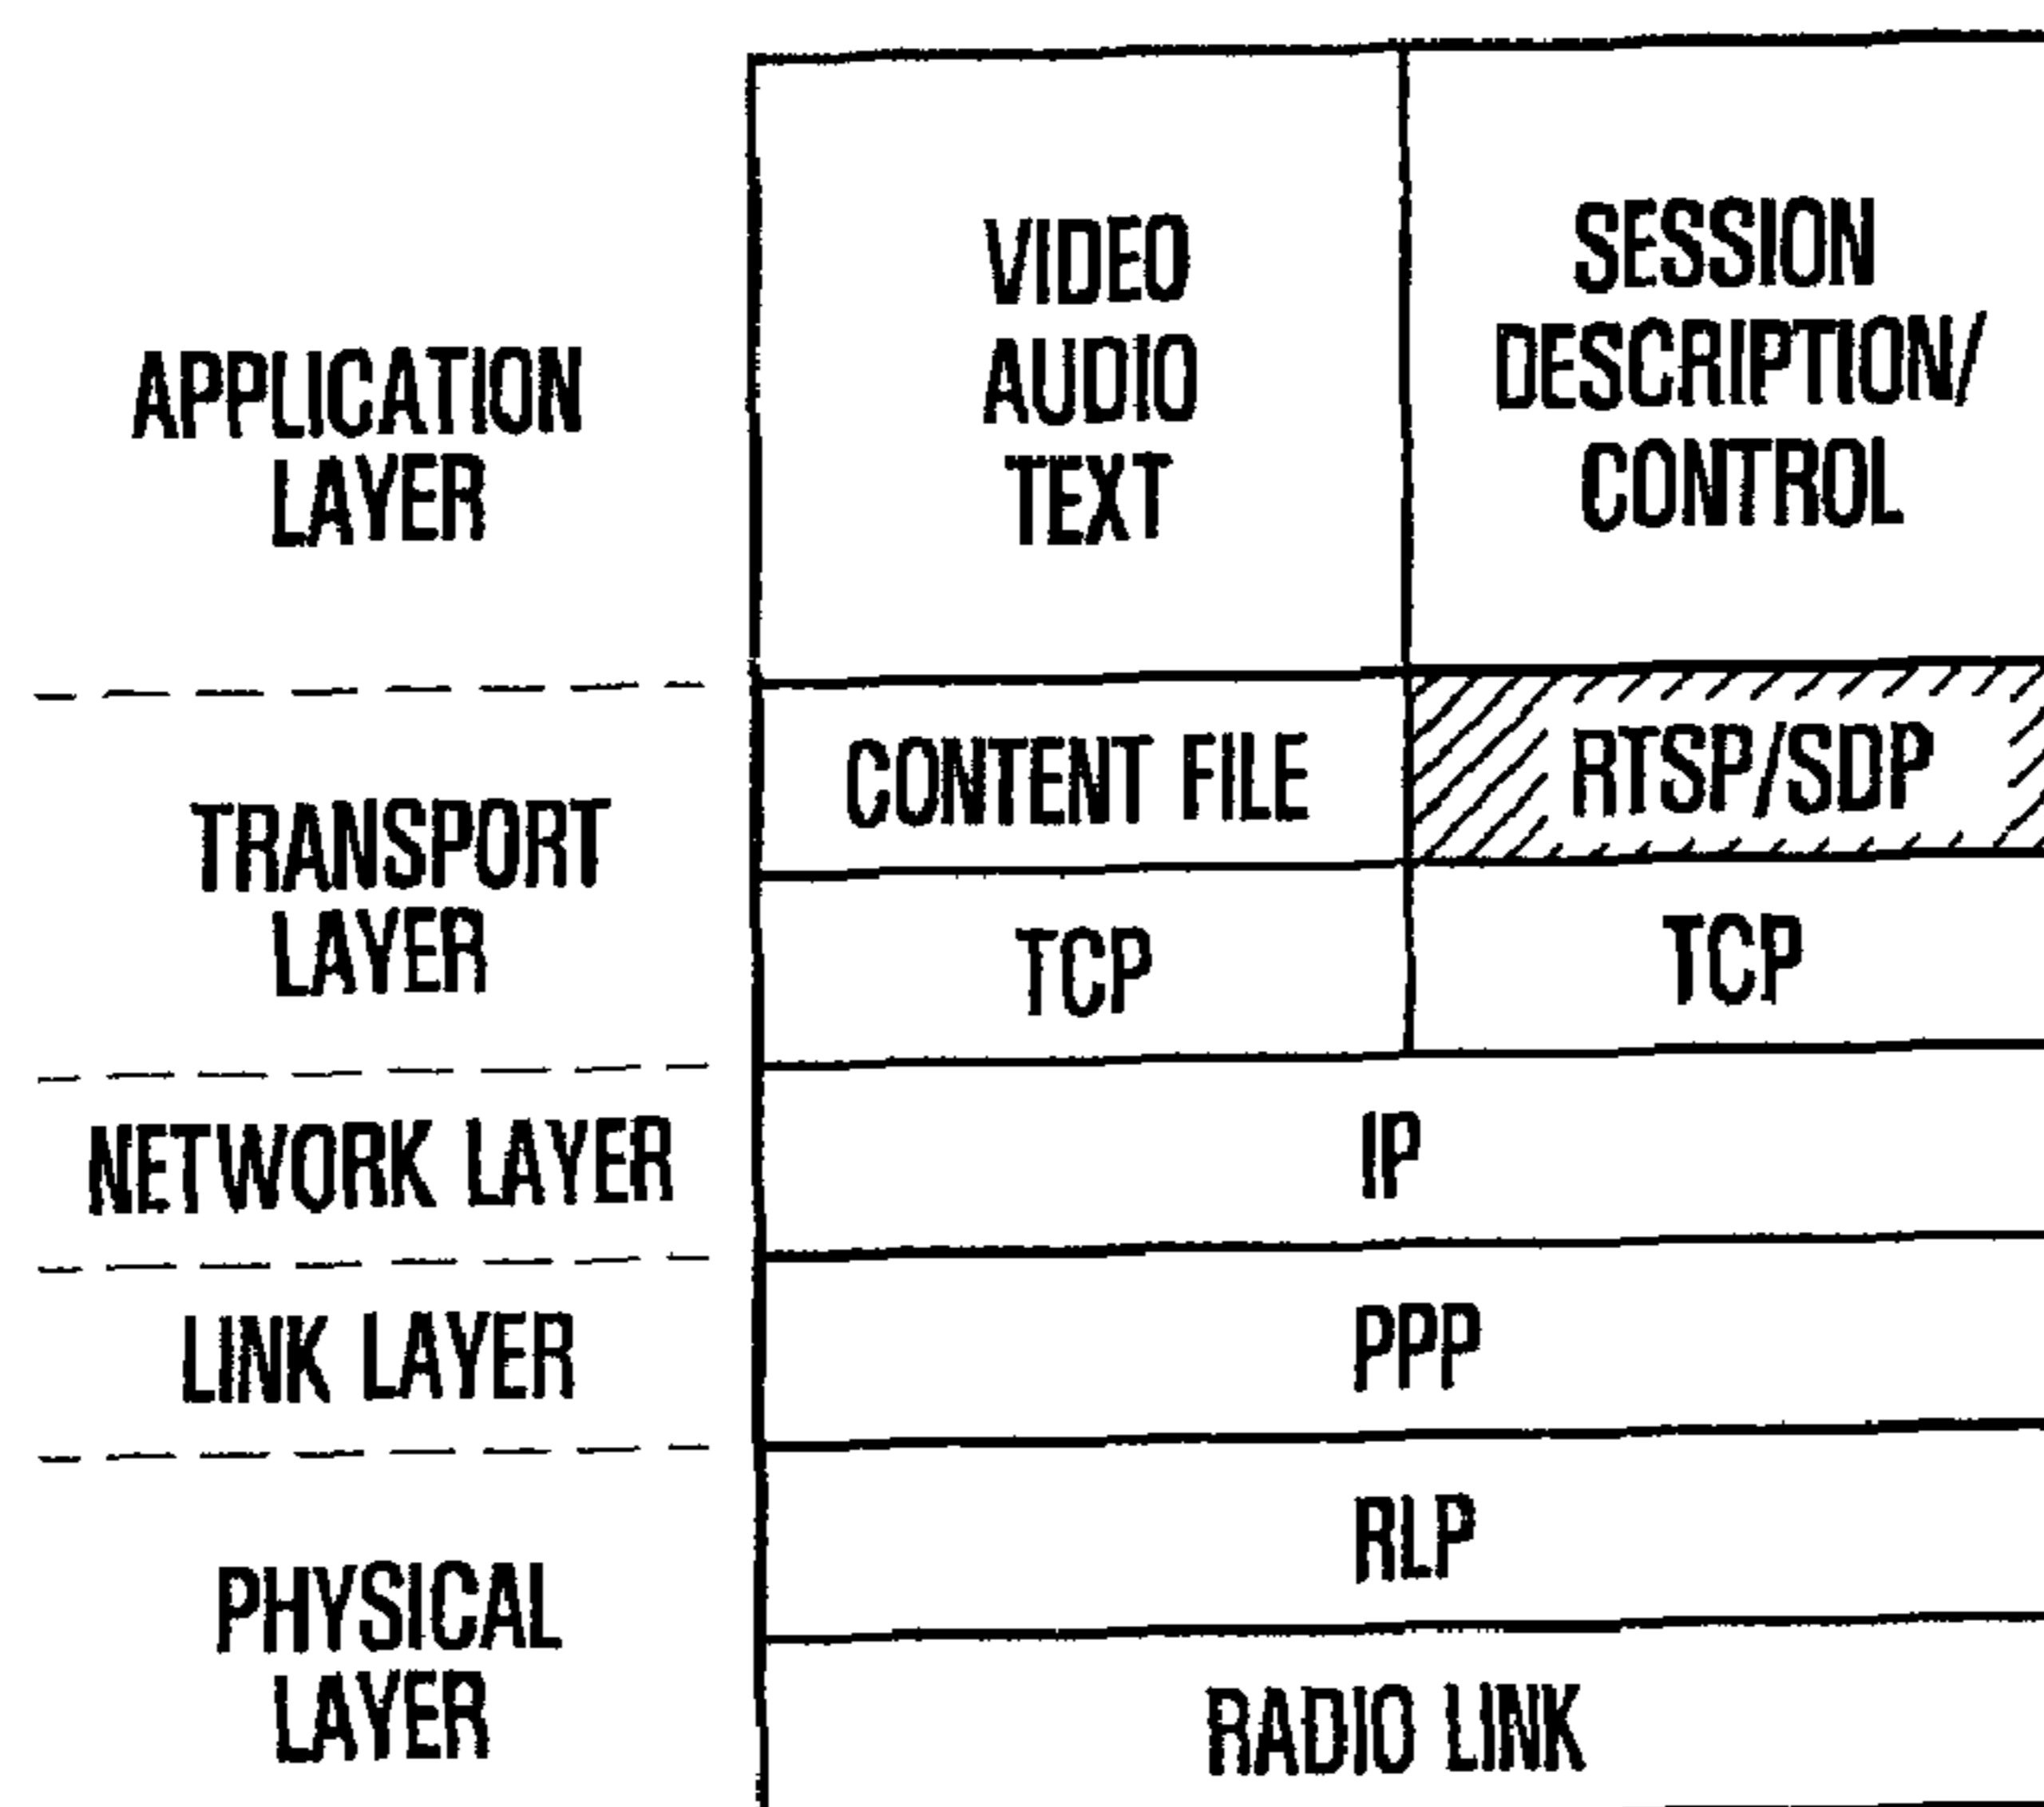 APPLICATION
LAYER
VIDEO
AUDIO
TEXT
SESSION
DESCRIPTION/
CONTROL
TRANSPORT
LAYER
CONTENT FILE
RTSP/SDP
TCP
TCP
NETWORK LAYER
IP
LINK LAYER
PPP
PHYSICAL
LAYER
RLP
RADIO LINK